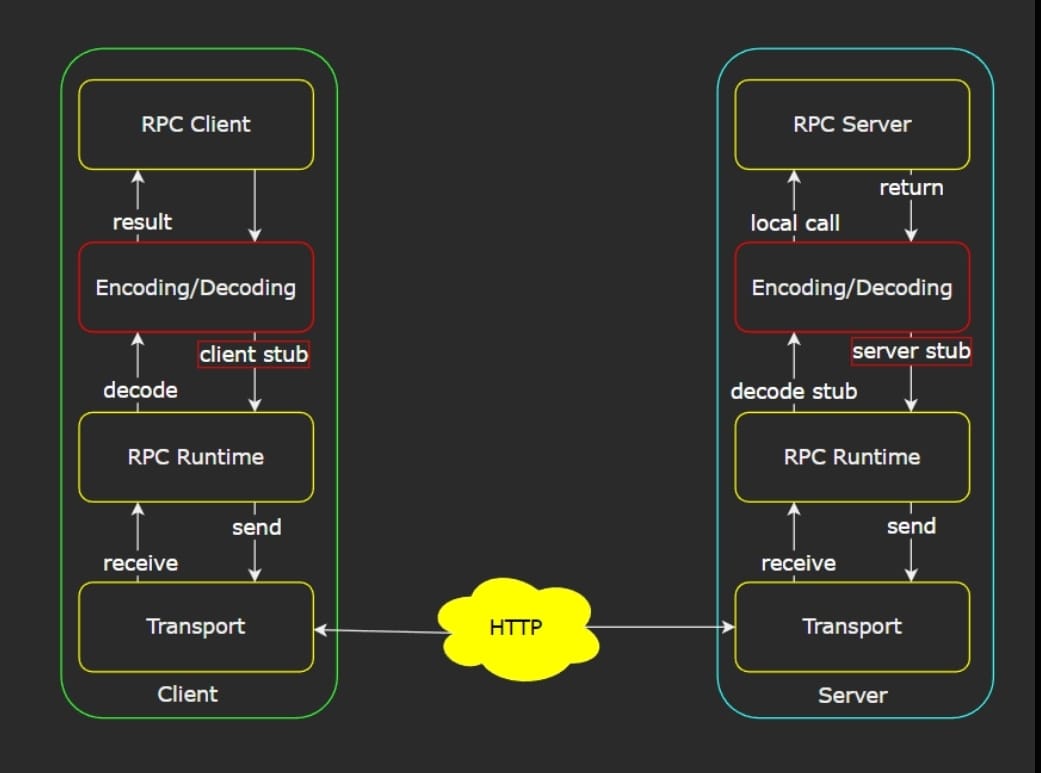 RPC Client
result
Encoding/Decoding
client stub
decode
RPC Runtime
send
receive
Transport
Client
HTTP
RPC Server
return
local call
Encoding/Decoding
server stub
decode stub
RPC Runtime
send
receive
Transport
Server